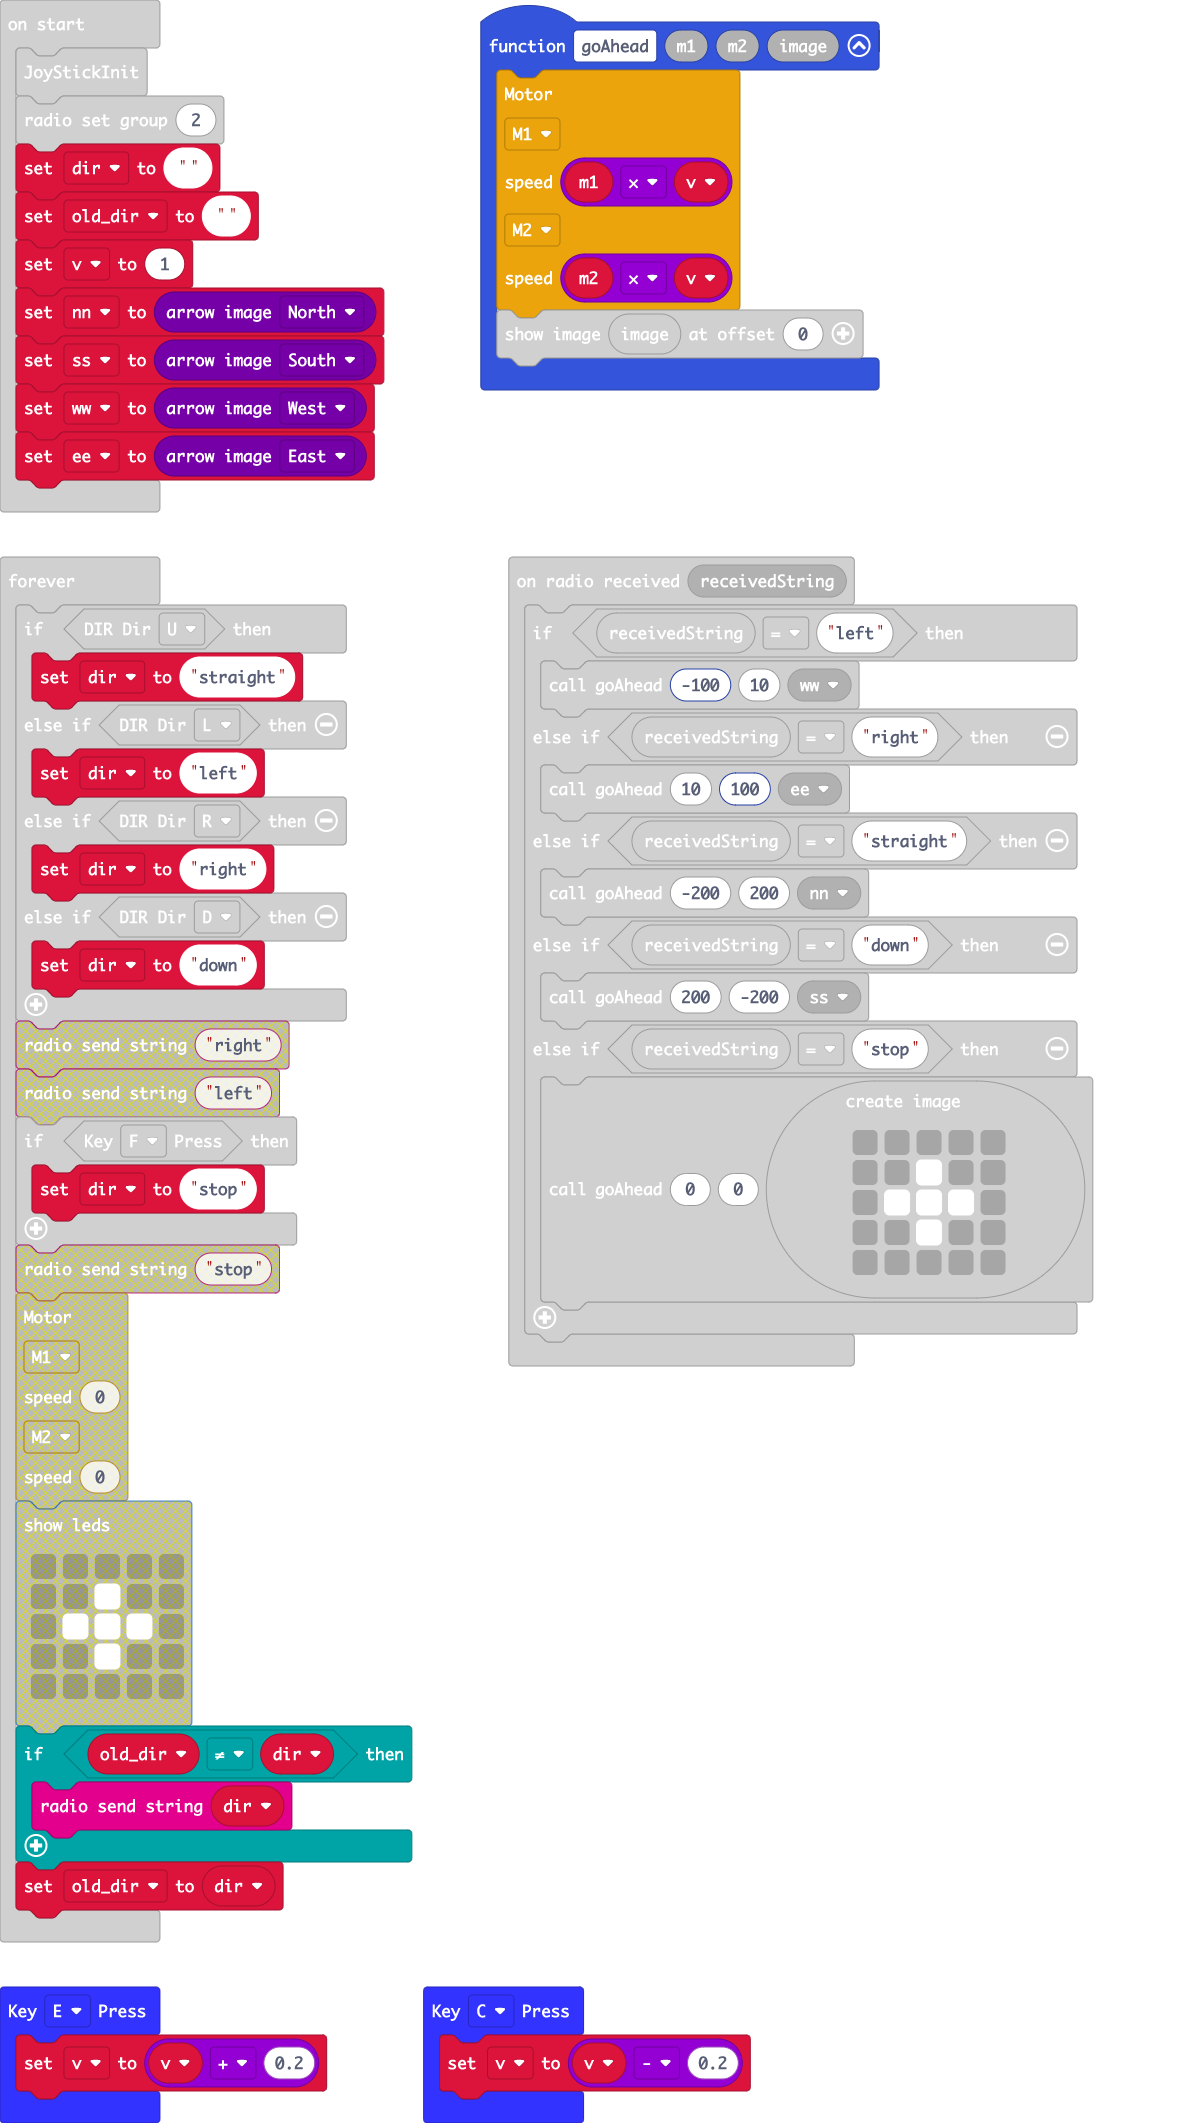 on start
JoyStickInit
radio set group 2
set dir to " "
set old_dir to " "
set v to 1
set nn to arrow image North
set ss to arrow image South
set ww to arrow image West
set ee to arrow image East
function goAhead m1 m2 image
Motor
M1
speed m1 × v
M2
speed m2 × v
show image image at offset 0
forever
if DIR Dir U then
set dir to "straight"
else if DIR Dir L then
set dir to "left"
else if DIR Dir R then
set dir to "right"
else if DIR Dir D then
set dir to "down"
radio send string "right"
radio send string "left"
if Key F Press then
set dir to "stop"
radio send string "stop"
Motor
M1
speed 0
M2
speed 0
show leds
if old_dir ≠ dir then
radio send string dir
set old_dir to dir
on radio received receivedString
if receivedString = "left" then
call goAhead -100 10 ww
else if receivedString = "right" then
call goAhead 10 100 ee
else if receivedString = "straight" then
call goAhead -200 200 nn
else if receivedString = "down" then
call goAhead 200 -200 ss
else if receivedString = "stop" then
create image
call goAhead 0 0
Key E Press
set v to v + 0.2
Key C Press
set v to v - 0.2